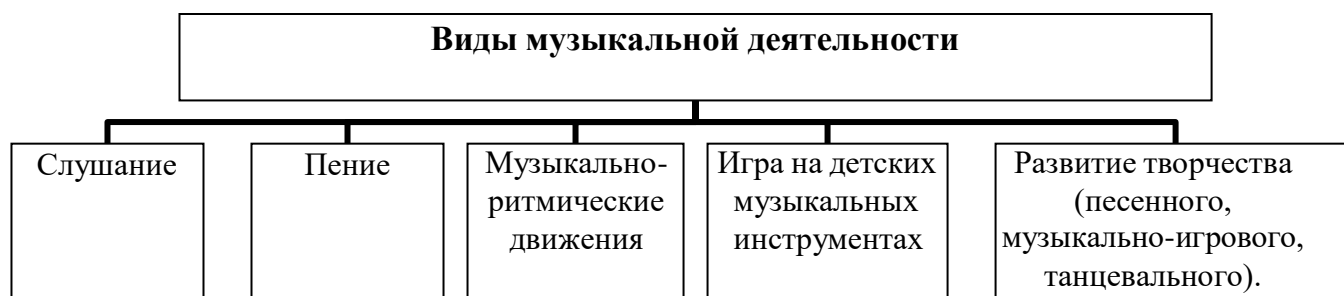 Виды музыкальной деятельности
Слушание
Пение
Музыкально-
ритмические
движения
Игра на детских
музыкальных
инструментах
Развитие творчества
(песенного,
музыкально-игрового,
танцевального).